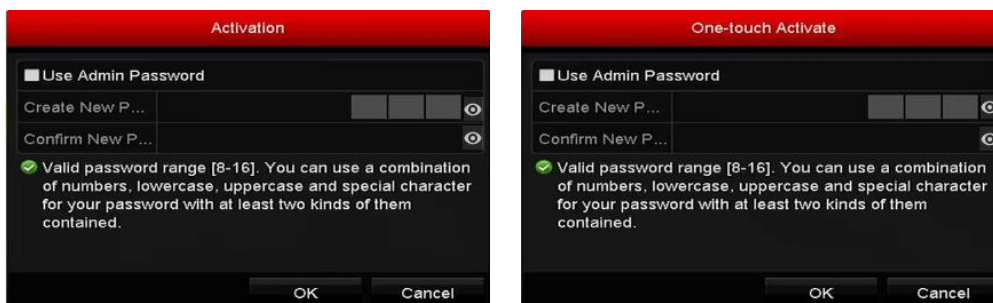 Activation
Use Admin Password
Create New P...
Confirm New P...
Valid password range [8-16]. You can use a combination
of numbers, lowercase, uppercase and special character
for your password with at least two kinds of them
contained.
OK Cancel
One-touch Activate
Use Admin Password
Create New P...
Confirm New P...
Valid password range [8-16]. You can use a combination
of numbers, lowercase, uppercase and special character
for your password with at least two kinds of them
contained.
OK Cancel